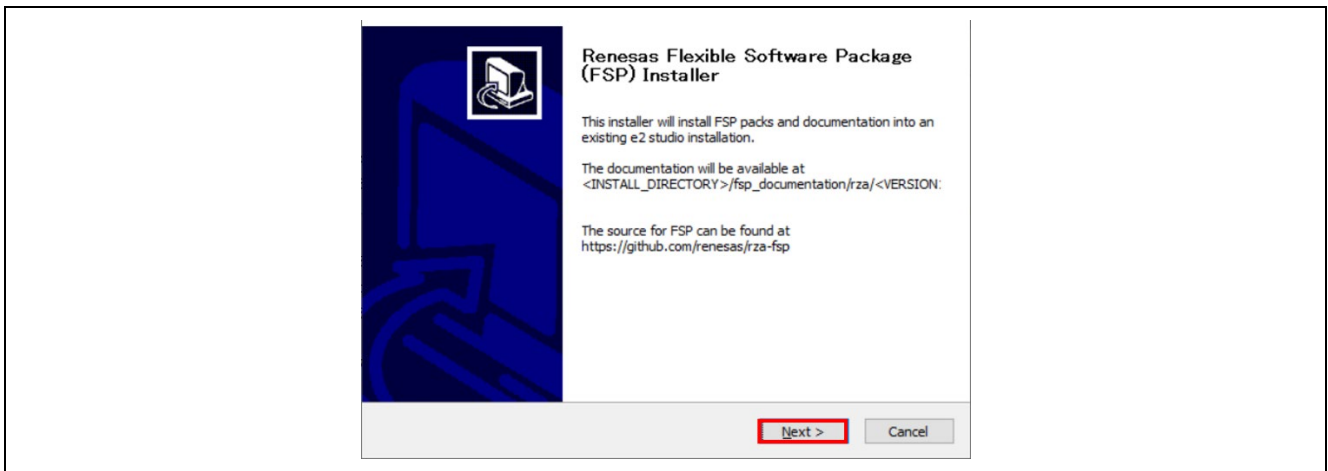 Renesas Flexible Software Package
(FSP) Installer
This installer will install FSP packs and documentation into an
existing e2 studio installation.
The documentation will be available at
<INSTALL_DIRECTORY>/fsp_documentation/rza/<VERSION:
The source for FSP can be found at
https://github.com/renesas/rza-fsp
Next >
Cancel